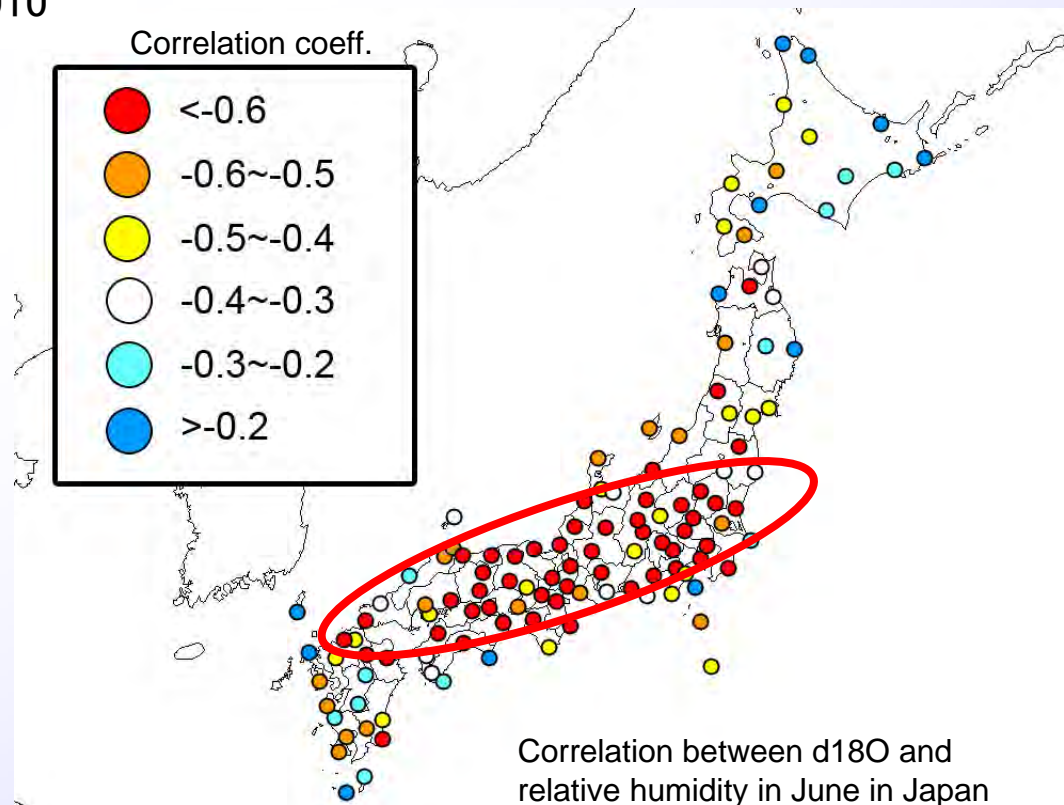 Correlation coeff.
<-0.6
-0.6~-0.5
-0.5~-0.4
-0.4~-0.3
-0.3~-0.2
>-0.2
Correlation between d18O and
relative humidity in June in Japan